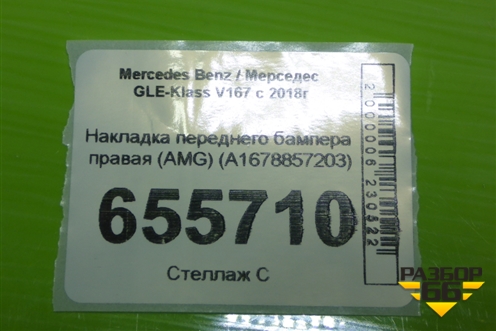 Mercedes Benz / Мерседес
GLE-Klass V167 с 2018г
Накладка переднего бампера
правая (AMG) (A1678857203)
655710
Стеллаж С
2000006230522
РАЗБОР
66